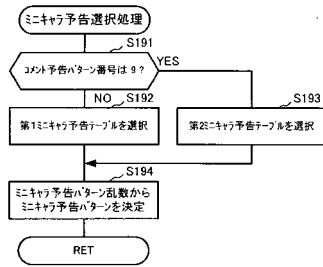 ミニキャラ予告選択処理
S191
コメント予告パターン番号は9?
YES
NO
S192
S193
第1ミニキャラ予告テーブルを選択
第2ミニキャラ予告テーブルを選択
S194
ミニキャラ予告パターン乱数から
ミニキャラ予告パターンを決定
RET